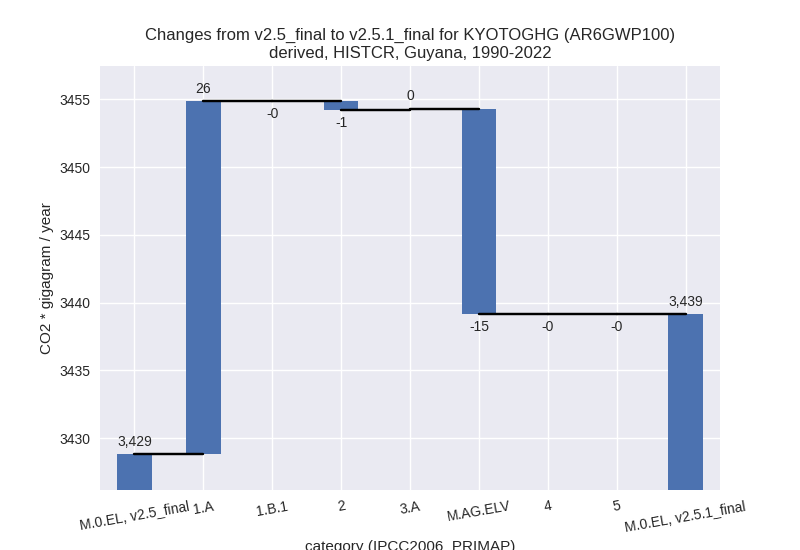 Changes from v2.5_final to v2.5.1_final for KYOTOGHG (AR6GWP100)
derived, HISTCR, Guyana, 1990-2022
CO2 * gigagram / year
3455
3450
3445
3440
3435
3430
3,429
26
-0
-1
0
-15
-0
-0
3,439
M.0.EL, v2.5_final
1.A
1.B.1
2
3.A
M.AG.ELV
4
5
M.0.EL, v2.5.1_final
category (IPCC2006_PRIMAP)